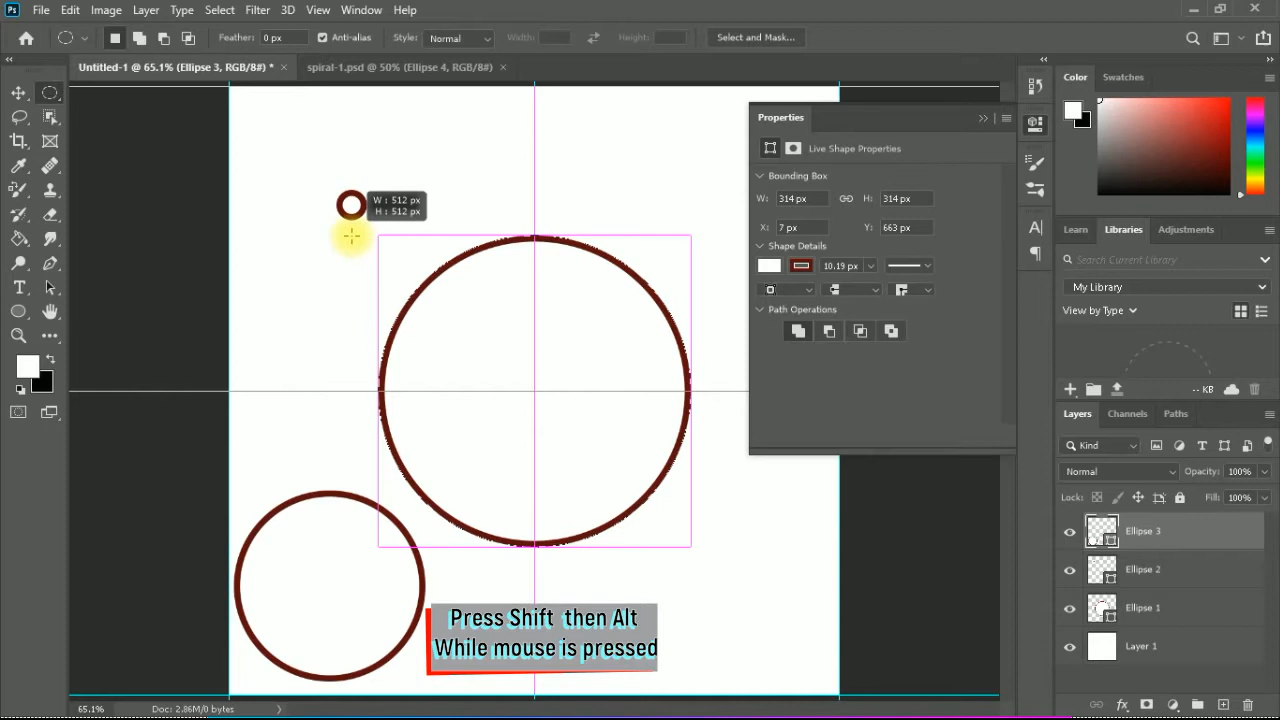 Ps File Edit Image Layer Type Select Filter 3D View Window Help
Feather: 0 px Anti-alias Style: Normal Width: Height: Select and Mask...
Untitled-1 @ 65.1% (Ellipse 3, RGB/8#) * × spiral-1.psd @ 50% (Ellipse 4, RGB/8#) ×
W : 512 px
H : 512 px
Properties
Live Shape Properties
Bounding Box
W: 314 px H: 314 px
X: 7 px Y: 663 px
Shape Details
10.19 px
Path Operations
Color Swatches
Learn Libraries Adjustments
Search Current Library
My Library
View by Type
-- KB
Layers Channels Paths
Kind
Normal Opacity: 100%
Lock: Fill: 100%
Ellipse 3
Ellipse 2
Ellipse 1
Layer 1
Press Shift then Alt
While mouse is pressed
65.1% Doc: 2.86M/0 bytes